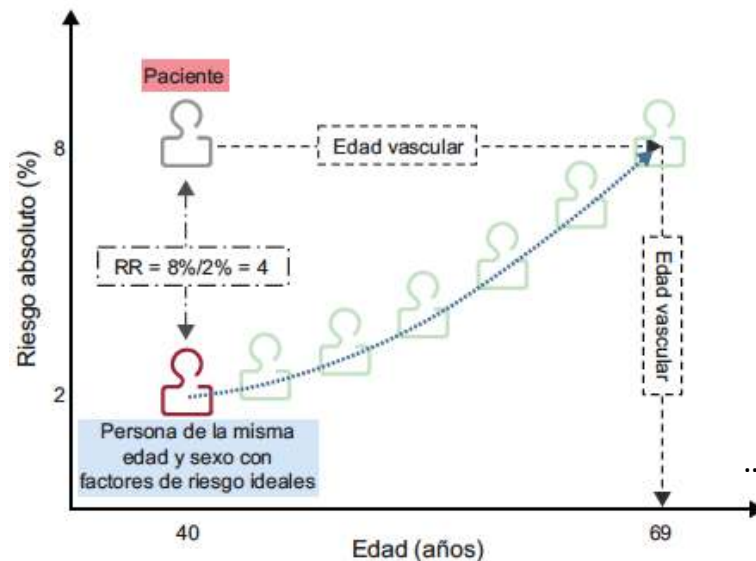 Paciente
8
Edad vascular
Riesgo absoluto (%)
RR = 8%/2% = 4
Edad vascular
2
Persona de la misma
edad y sexo con
factores de riesgo ideales
..
40
69
Edad (años)